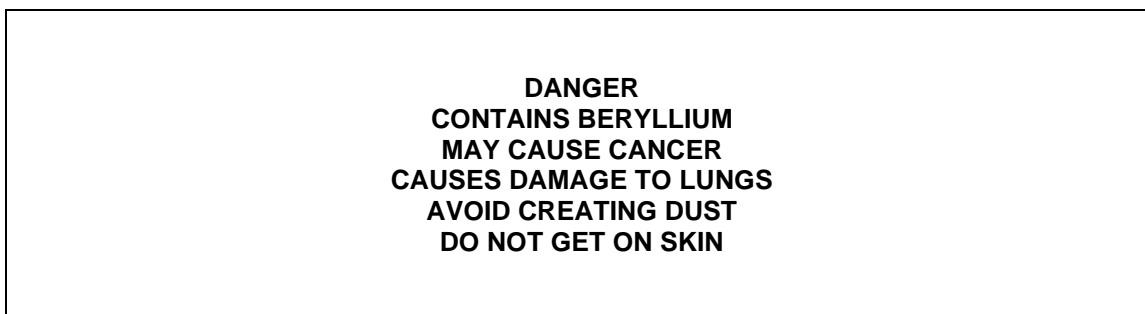 DANGER
CONTAINS BERYLLIUM
MAY CAUSE CANCER
CAUSES DAMAGE TO LUNGS
AVOID CREATING DUST
DO NOT GET ON SKIN